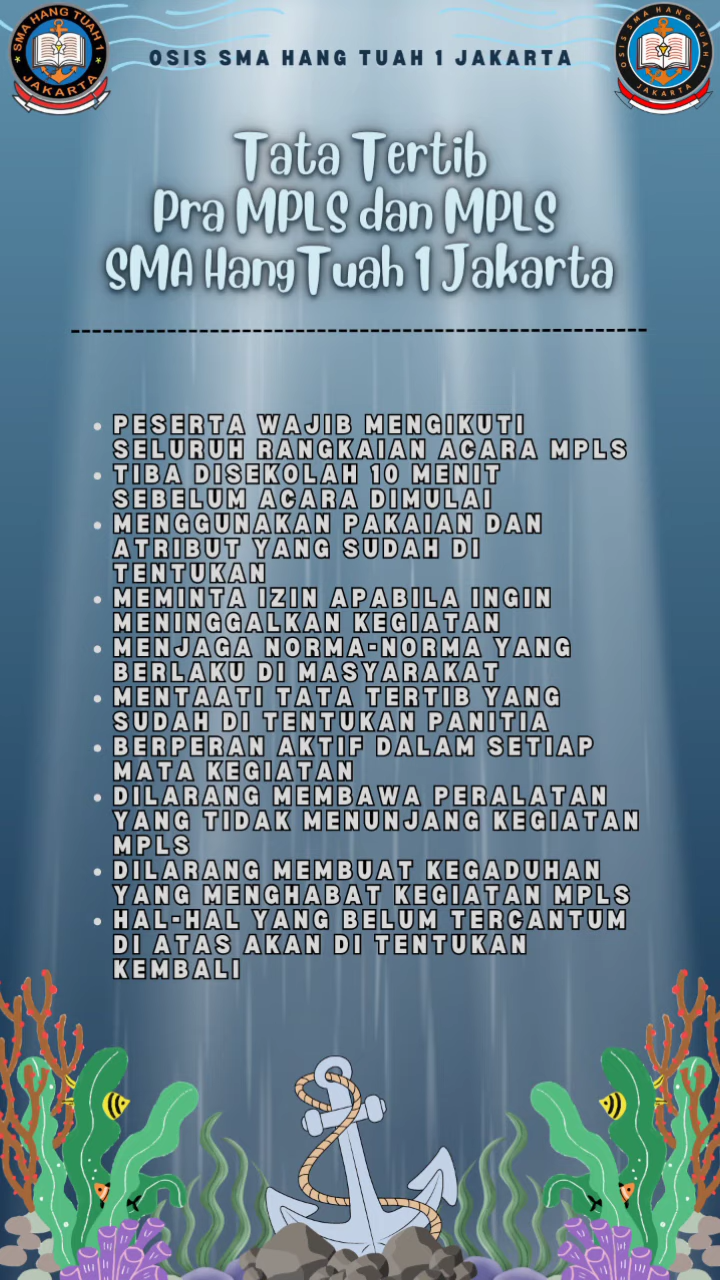 SMA HANG TUAH 1
JAKARTA
OSIS SMA HANG TUAH 1 JAKARTA
OSIS SMA HANG TUAH 1
JAKARTA
Tata Tertib
Pra MPLS dan MPLS
SMA Hang Tuah 1 Jakarta
• PESERTA WAJIB MENGIKUTI
SELURUH RANGKAIAN ACARA MPLS
• TIBA DISEKOLAH 10 MENIT
SEBELUM ACARA DIMULAI
• MENGGUNAKAN PAKAIAN DAN
ATRIBUT YANG SUDAH DI
TENTUKAN
• MEMINTA IZIN APABILA INGIN
MENINGGALKAN KEGIATAN
• MENJAGA NORMA-NORMA YANG
BERLAKU DI MASYARAKAT
• MENTAATI TATA TERTIB YANG
SUDAH DI TENTUKAN PANITIA
• BERPERAN AKTIF DALAM SETIAP
MATA KEGIATAN
• DILARANG MEMBAWA PERALATAN
YANG TIDAK MENUNJANG KEGIATAN
MPLS
• DILARANG MEMBUAT KEGADUHAN
YANG MENGHABAT KEGIATAN MPLS
• HAL-HAL YANG BELUM TERCANTUM
DI ATAS AKAN DI TENTUKAN
KEMBALI